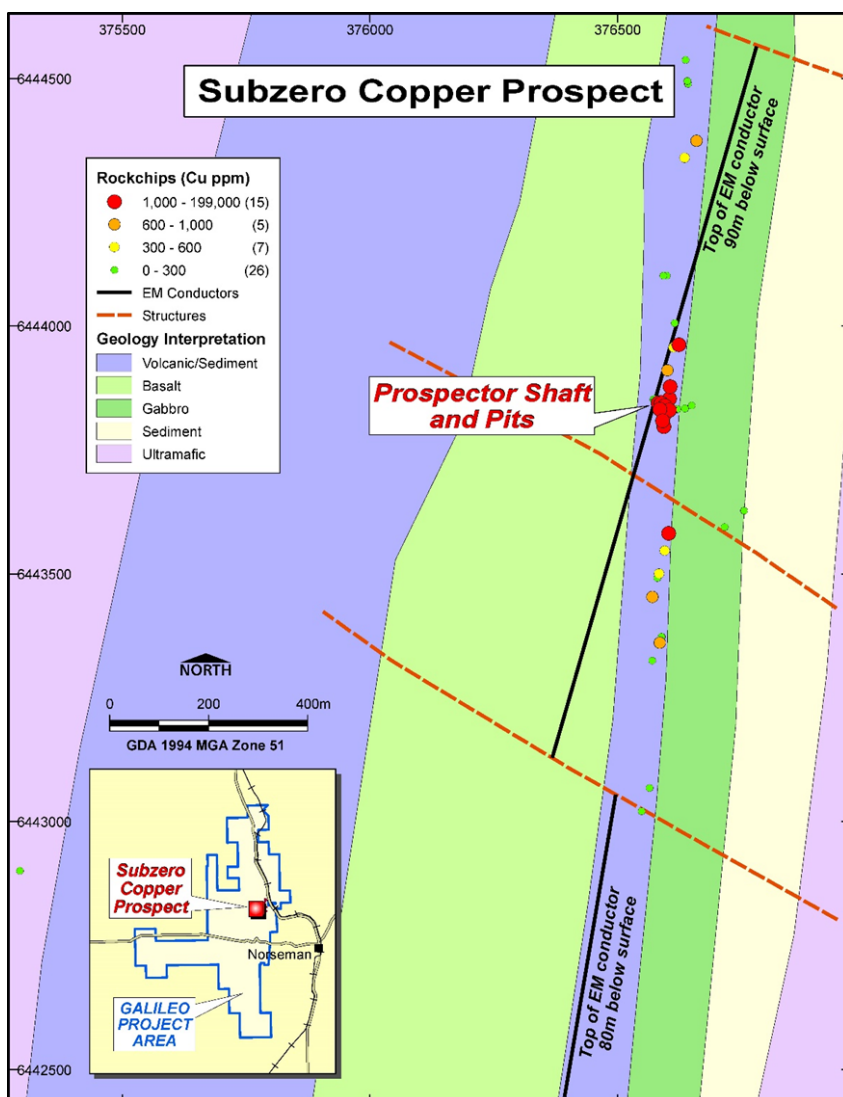 375500 376000 376500
6444500
Subzero Copper Prospect
Rockchips (Cu ppm)
1,000 - 199,000 (15)
600 - 1,000 (5)
300 - 600 (7)
0 - 300 (26)
EM Conductors
Structures
Geology Interpretation
Volcanic/Sediment
Basalt
Gabbro
Sediment
Ultramafic
Top of EM conductor
90m below surface
6444000
Prospector Shaft
and Pits
6443500
NORTH
0 200 400m
GDA 1994 MGA Zone 51
6443000
Subzero
Copper
Prospect
Norseman
GALILEO
PROJECT
AREA
Top of EM conductor
80m below surface
6442500